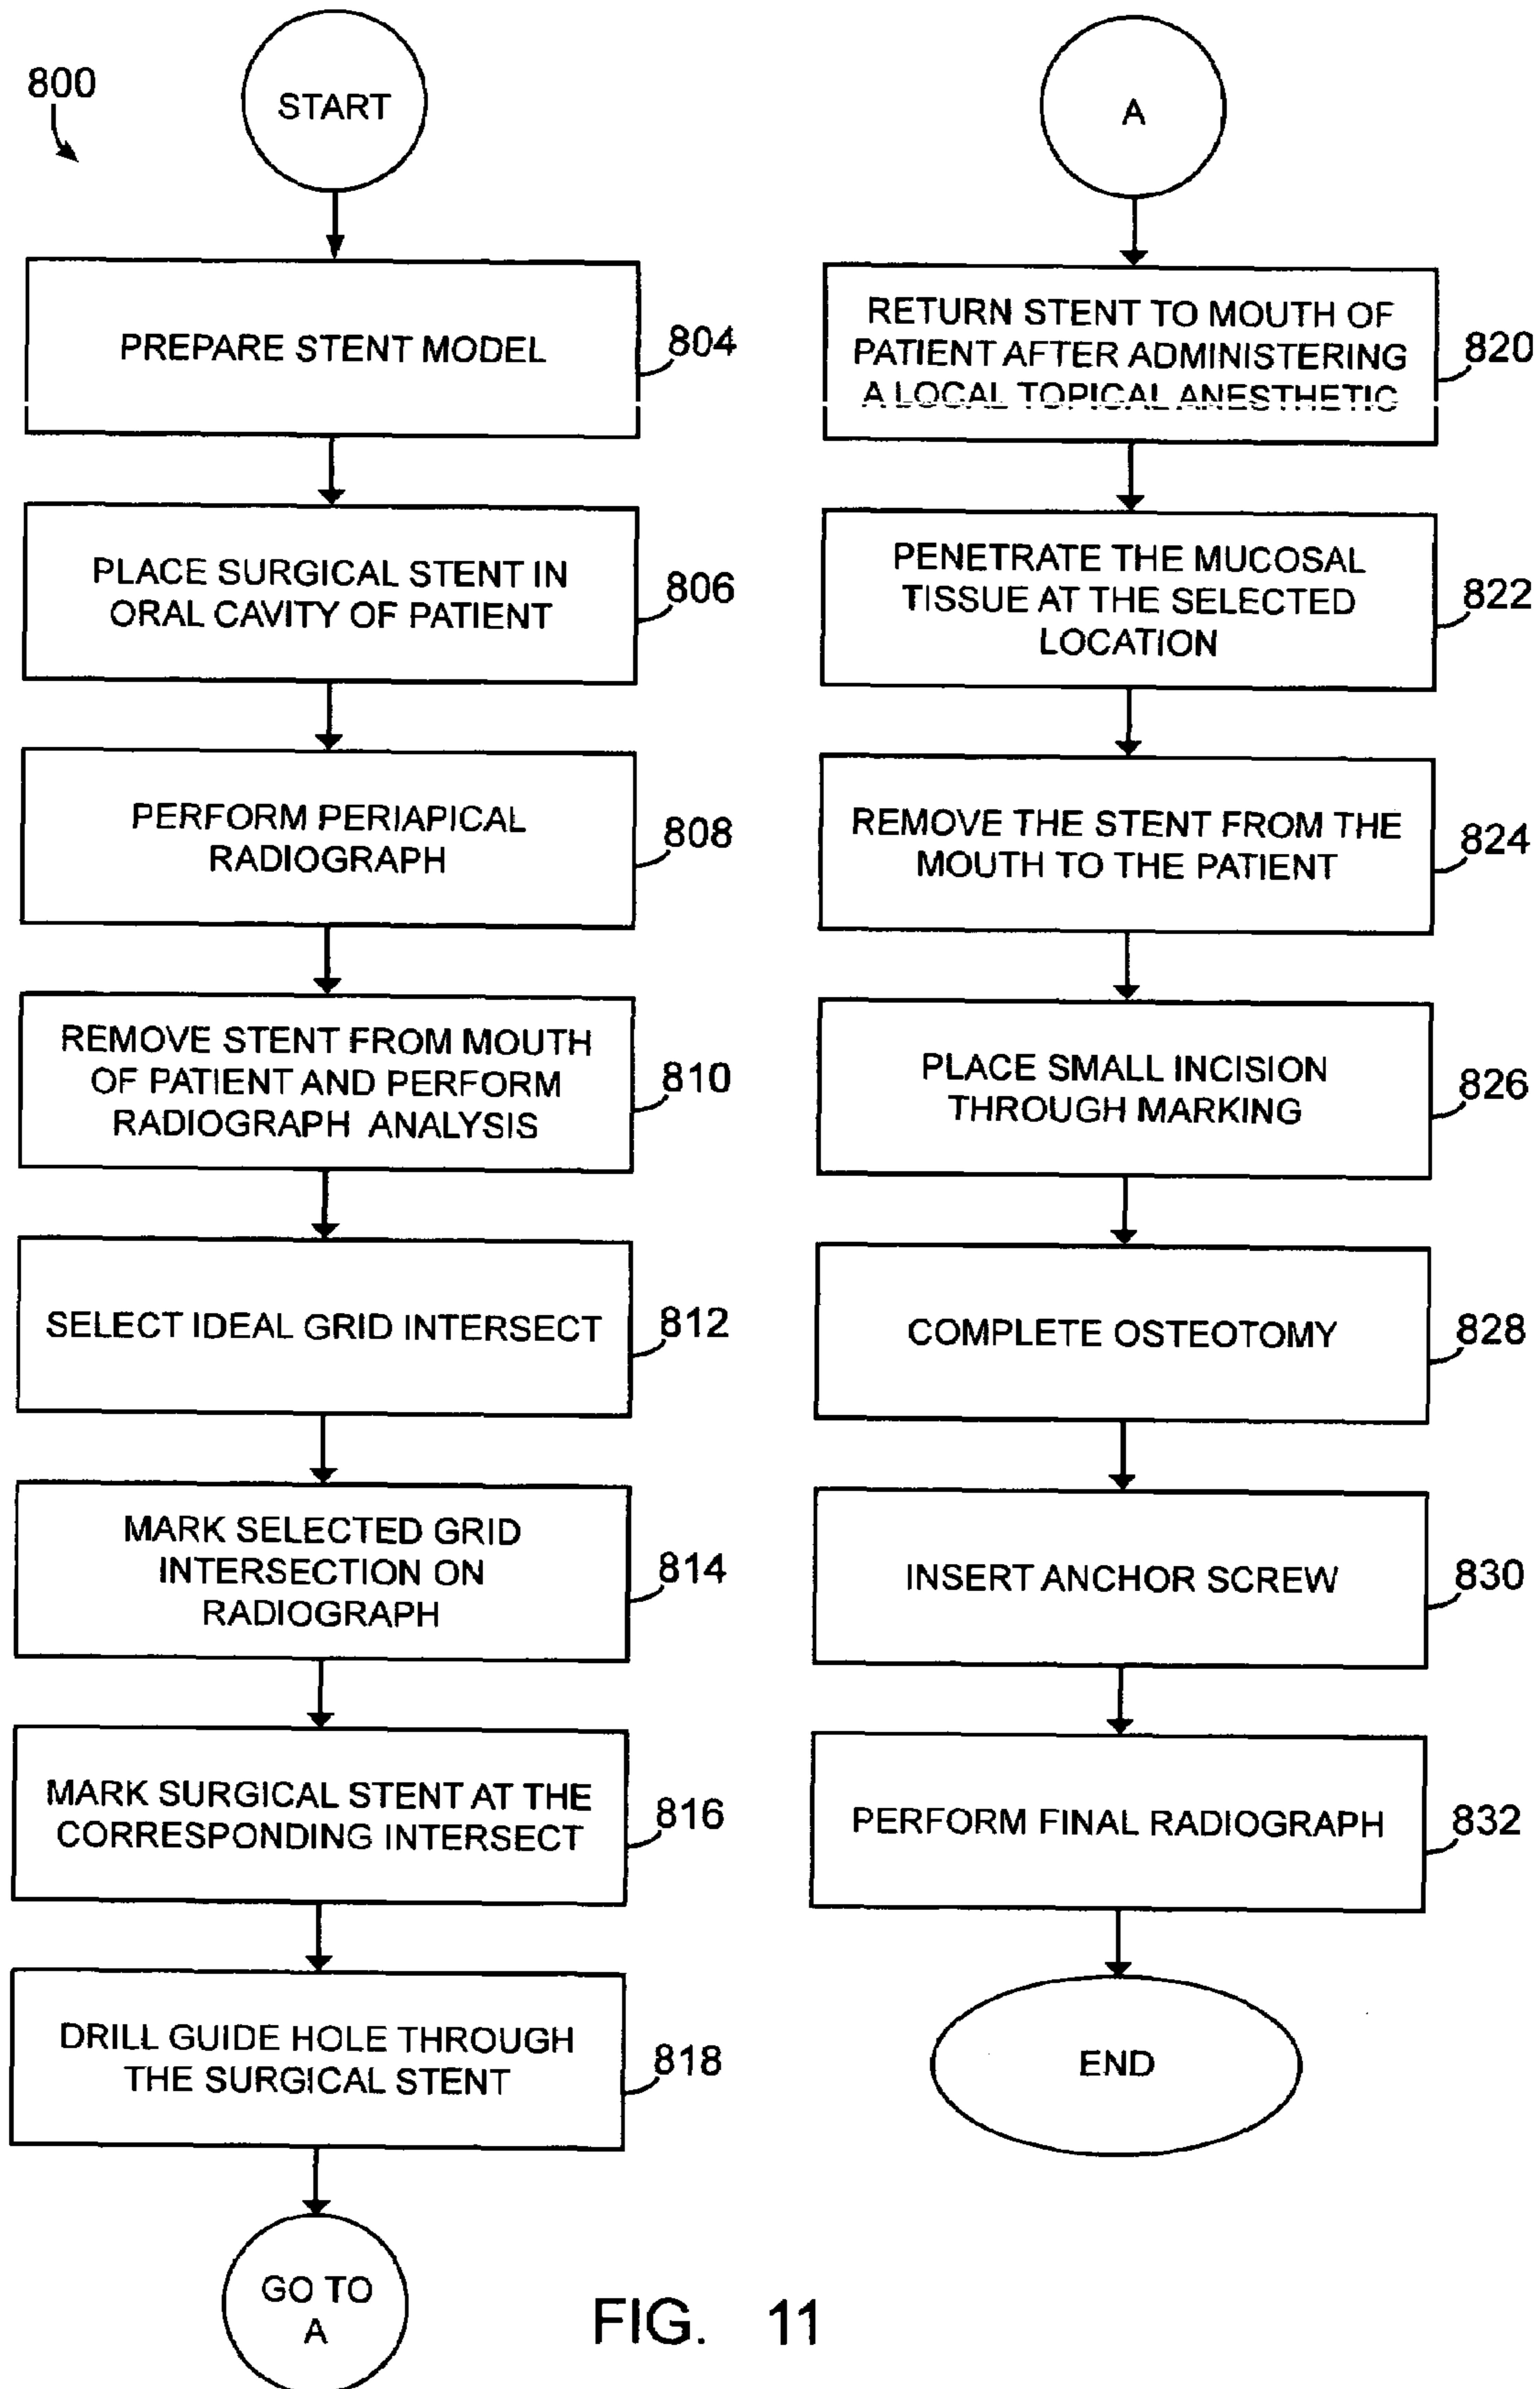 800
START
PREPARE STENT MODEL
804
PLACE SURGICAL STENT IN
ORAL CAVITY OF PATIENT
806
PERFORM PERIAPICAL
RADIOGRAPH
808
REMOVE STENT FROM MOUTH
OF PATIENT AND PERFORM
RADIOGRAPH ANALYSIS
810
SELECT IDEAL GRID INTERSECT
812
MARK SELECTED GRID
INTERSECTION ON
RADIOGRAPH
814
MARK SURGICAL STENT AT THE
CORRESPONDING INTERSECT
816
DRILL GUIDE HOLE THROUGH
THE SURGICAL STENT
818
GO TO
A
A
RETURN STENT TO MOUTH OF
PATIENT AFTER ADMINISTERING
A LOCAL TOPICAL ANESTHETIC
820
PENETRATE THE MUCOSAL
TISSUE AT THE SELECTED
LOCATION
822
REMOVE THE STENT FROM THE
MOUTH TO THE PATIENT
824
PLACE SMALL INCISION
THROUGH MARKING
826
COMPLETE OSTEOTOMY
828
INSERT ANCHOR SCREW
830
PERFORM FINAL RADIOGRAPH
832
END
FIG. 11